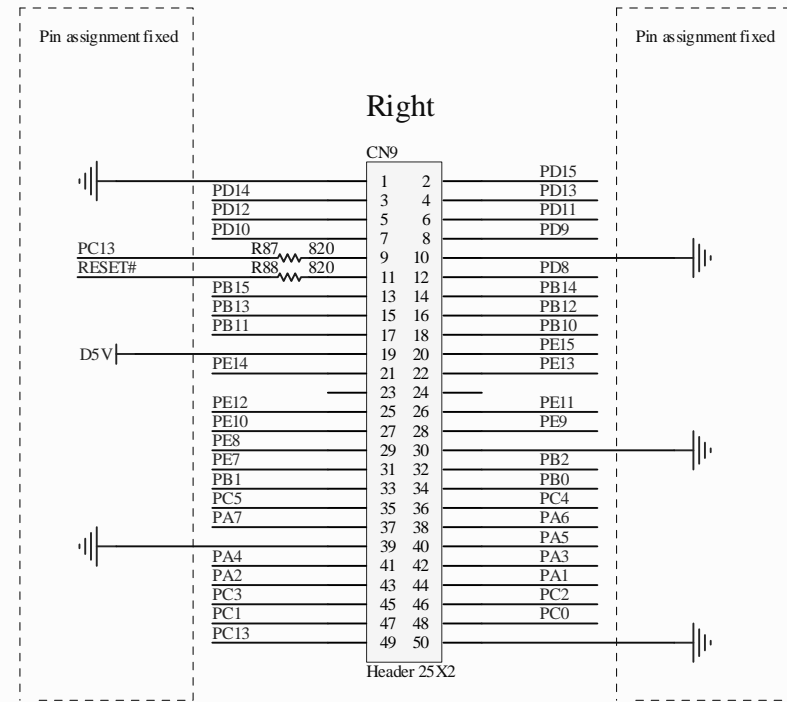 Pin assignment fixed Pin assignment fixed
Right
CN9
1 2 PD15
PD14 3 4 PD13
PD12 5 6 PD11
PD10 7 8 PD9
PC13 R87 820 9 10
RESET# R88 820 11 12 PD8
PB15 13 14 PB14
PB13 15 16 PB12
PB11 17 18 PB10
D5V 19 20 PE15
PE14 21 22 PE13
23 24
PE12 25 26 PE11
PE10 27 28 PE9
PE8 29 30
PE7 31 32 PB2
PB1 33 34 PB0
PC5 35 36 PC4
PA7 37 38 PA6
39 40 PA5
PA4 41 42 PA3
PA2 43 44 PA1
PC3 45 46 PC2
PC1 47 48 PC0
PC13 49 50
Header 25X2